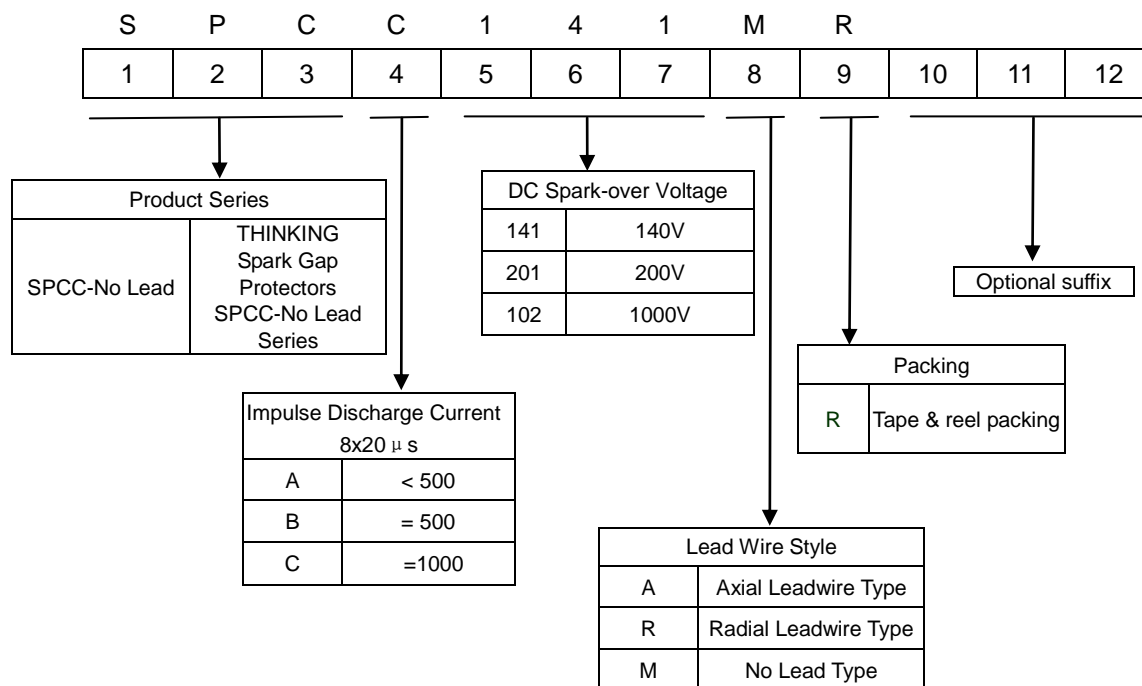 S P C C 1 4 1 M R
1 2 3 4 5 6 7 8 9 10 11 12
Product Series
SPCC-No Lead
THINKING
Spark Gap
Protectors
SPCC-No Lead
Series
Impulse Discharge Current
8x20 μ s
A < 500
B = 500
C =1000
DC Spark-over Voltage
141 140V
201 200V
102 1000V
Lead Wire Style
A Axial Leadwire Type
R Radial Leadwire Type
M No Lead Type
Packing
R Tape & reel packing
Optional suffix